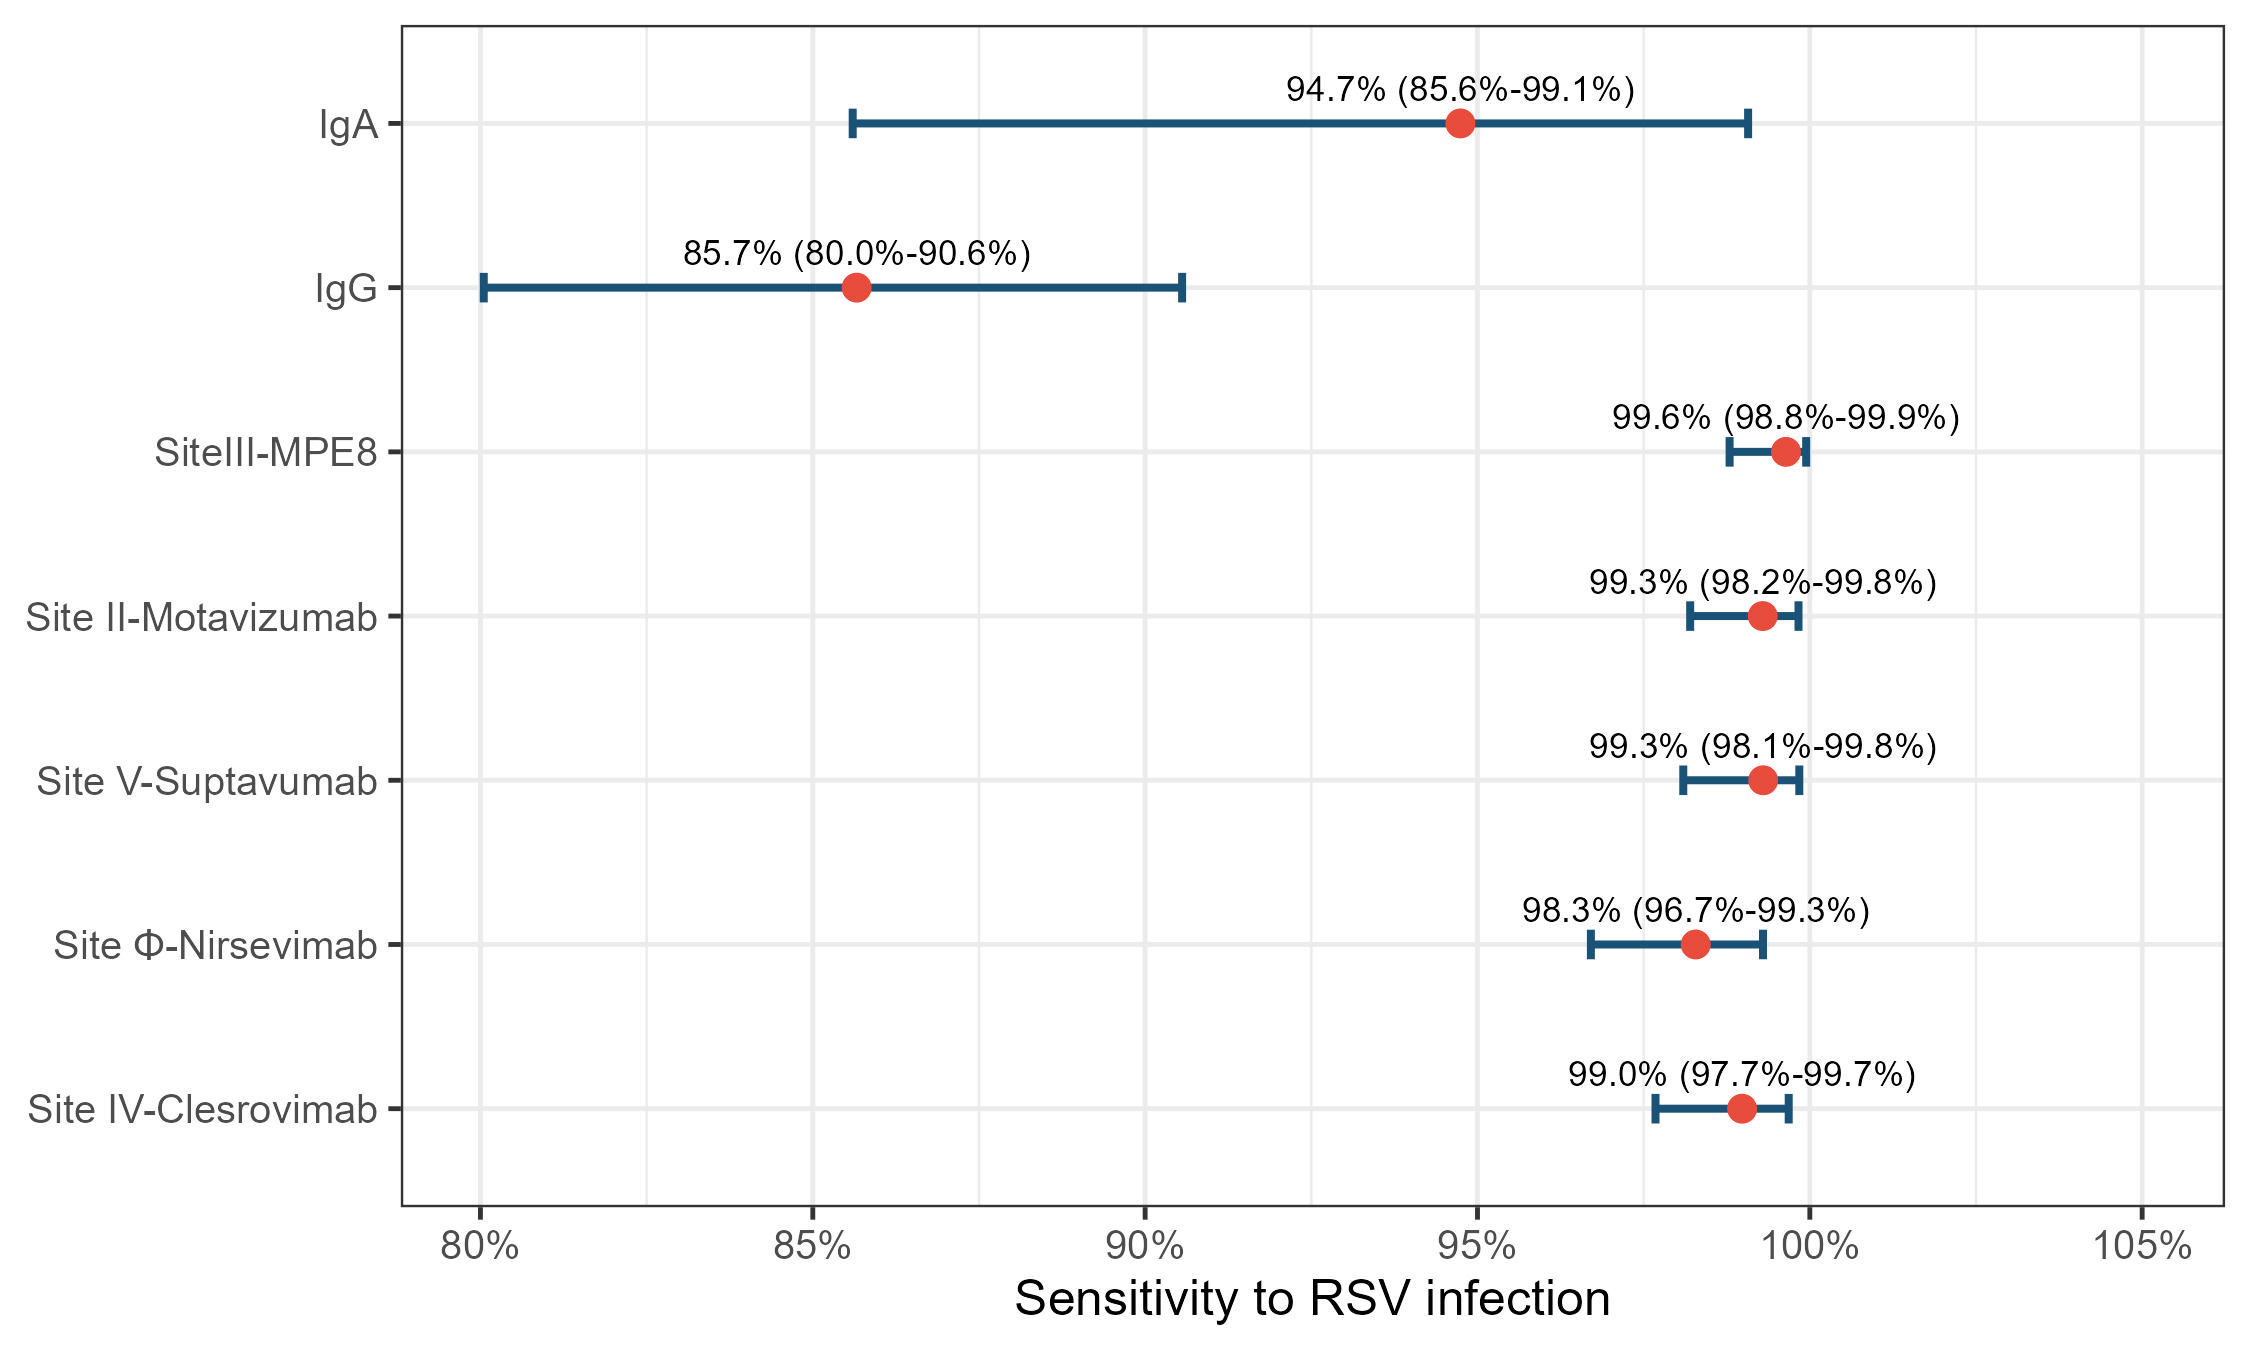 94.7% (85.6%-99.1%)
IgA
85.7% (80.0%-90.6%)
IgG
99.6% (98.8%-99.9%)
SiteIII-MPE8
99.3% (98.2%-99.8%)
Site II-Motavizumab
99.3% (98.1%-99.8%)
Site V-Suptavumab
98.3% (96.7%-99.3%)
Site Φ-Nirsevimab
99.0% (97.7%-99.7%)
Site IV-Clesrovimab
80% 85% 90% 95% 100% 105%
Sensitivity to RSV infection